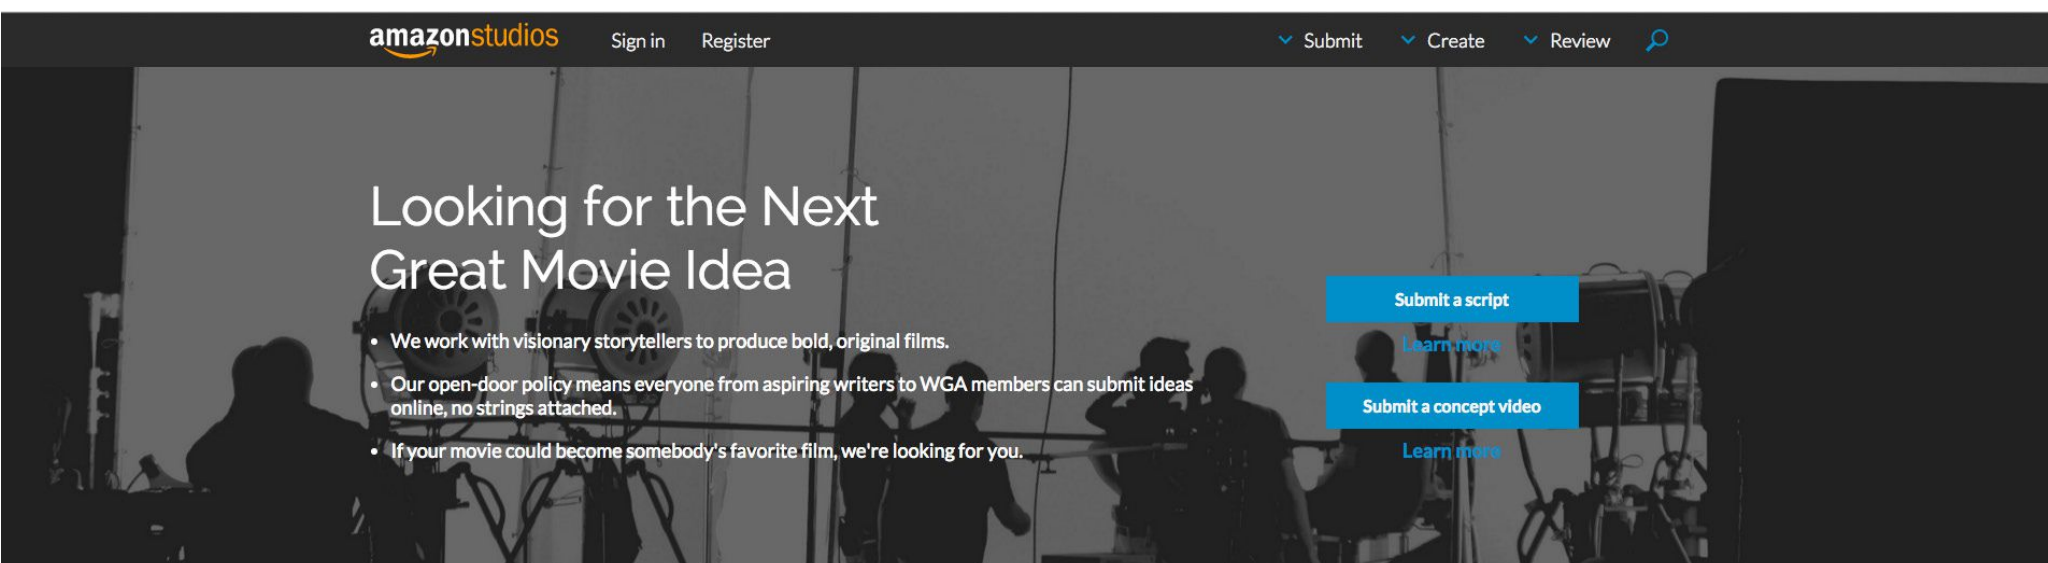 amazonstudios Sign in Register Submit Create Review
Looking for the Next
Great Movie Idea
• We work with visionary storytellers to produce bold, original films.
• Our open-door policy means everyone from aspiring writers to WGA members can submit ideas
online, no strings attached.
• If your movie could become somebody's favorite film, we're looking for you.
Submit a script
Learn more
Submit a concept video
Learn more